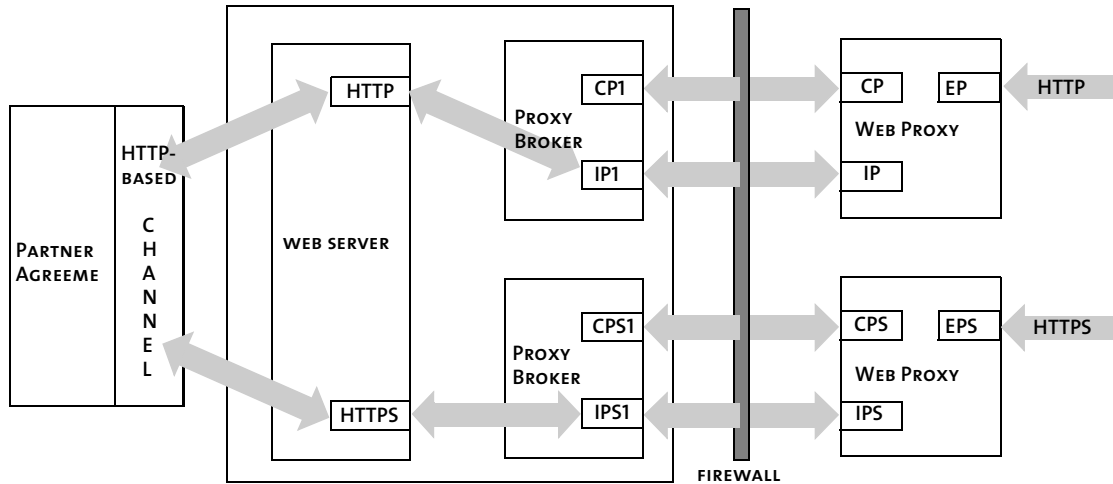 PARTNER
AGREEME
HTTP-
BASED
C
H
A
N
N
E
L
HTTP
WEB SERVER
HTTPS
PROXY
BROKER
CP1
IP1
PROXY
BROKER
CPS1
IPS1
FIREWALL
CP
EP
WEB PROXY
IP
HTTP
CPS
EPS
WEB PROXY
IPS
HTTPS